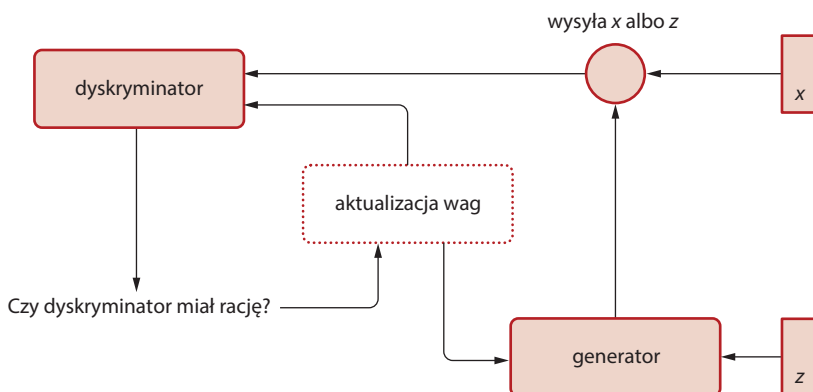 wysyła x albo z
dyskryminator
x
aktualizacja wag
Czy dyskryminator miał rację?
generator
z